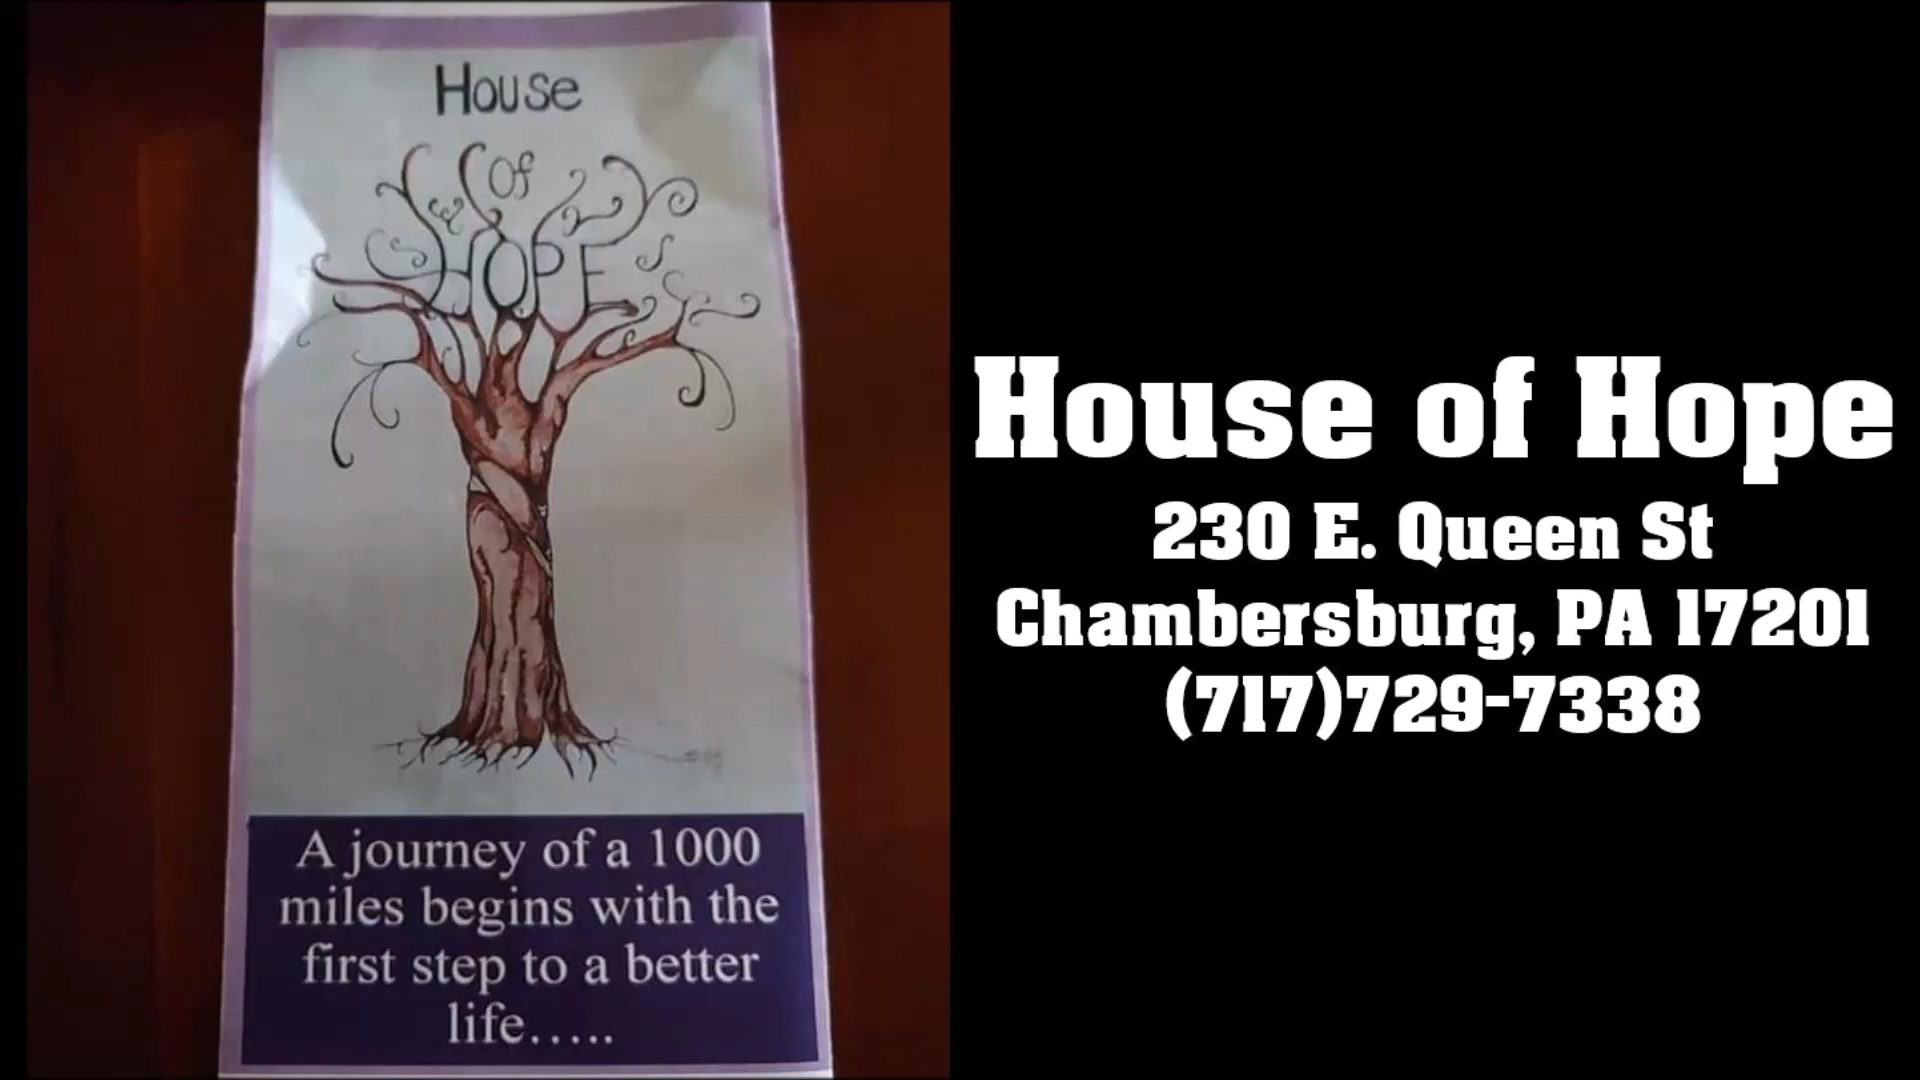 House
Of
HOPE
A journey of a 1000
miles begins with the
first step to a better
life.....
House of Hope
230 E. Queen St
Chambersburg, PA 17201
(717)729-7338